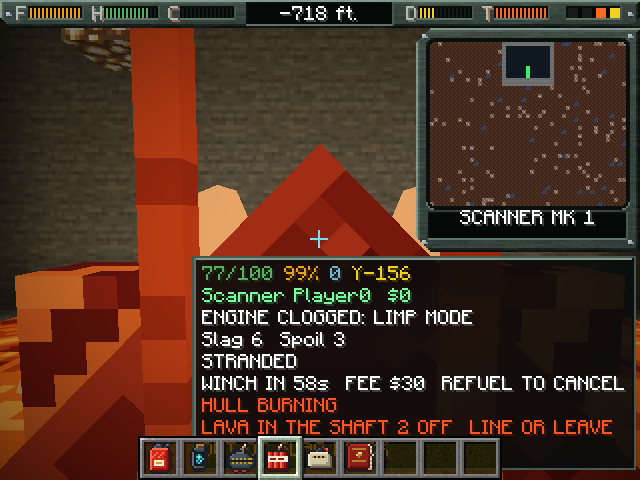 F H C -718 ft. D T
SCANNER MK 1
77/100 99% 0 Y-156
Scanner Player0 $0
ENGINE CLOGGED: LIMP MODE
Slag 6 Spoil 3
STRANDED
WINCH IN 58s FEE $30 REFUEL TO CANCEL
HULL BURNING
LAVA IN THE SHAFT 2 OFF LINE OR LEAVE